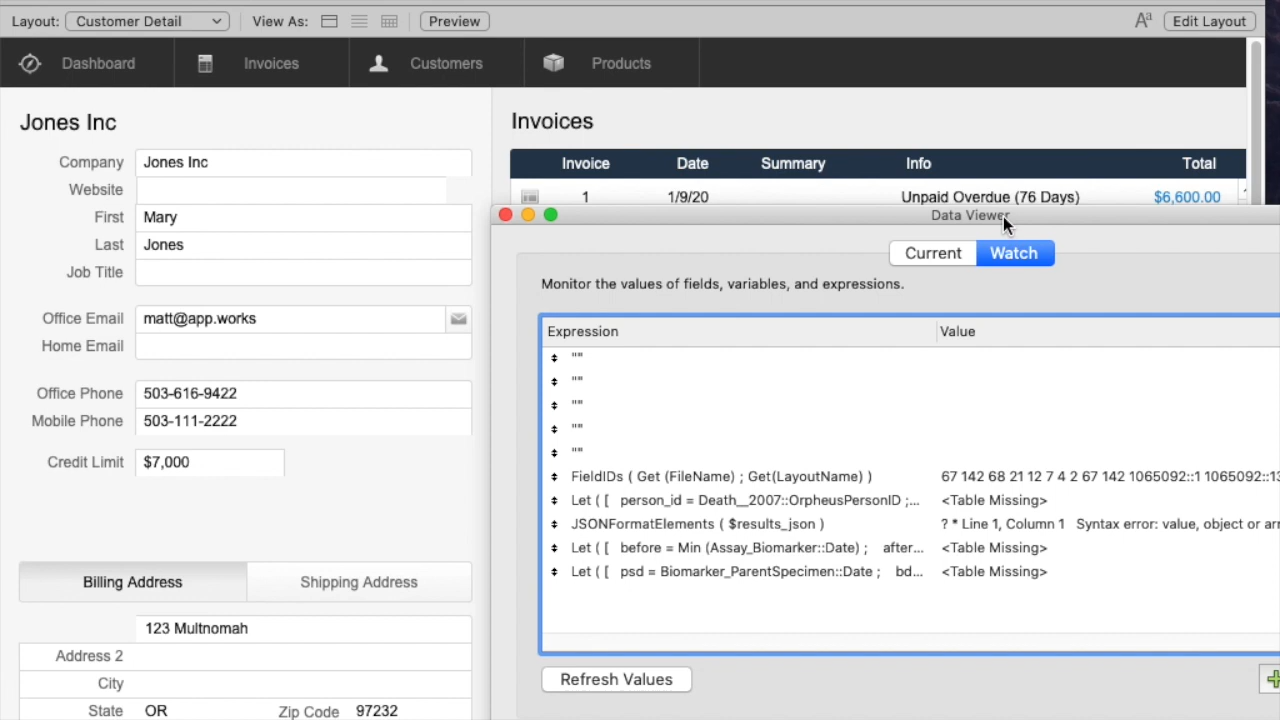 Layout: Customer Detail View As: Preview Aa Edit Layout
Dashboard Invoices Customers Products
Jones Inc
Company Jones Inc
Website
First Mary
Last Jones
Job Title
Office Email matt@app.works
Home Email
Office Phone 503-616-9422
Mobile Phone 503-111-2222
Credit Limit $7,000
Billing Address Shipping Address
123 Multnomah
Address 2
City
State OR Zip Code 97232
Invoices
Invoice Date Summary Info Total
1 1/9/20 Unpaid Overdue (76 Days) $6,600.00
Data Viewer
Current Watch
Monitor the values of fields, variables, and expressions.
Expression Value
""
""
""
""
""
FieldIDs ( Get (FileName) ; Get(LayoutName) ) 67 142 68 21 12 7 4 2 67 142 1065092::1 1065092::13
Let ( [ person_id = Death__2007::OrpheusPersonID ;... <Table Missing>
JSONFormatElements ( $results_json ) ? * Line 1, Column 1 Syntax error: value, object or arr
Let ( [ before = Min (Assay_Biomarker::Date) ; after... <Table Missing>
Let ( [ psd = Biomarker_ParentSpecimen::Date ; bd... <Table Missing>
Refresh Values